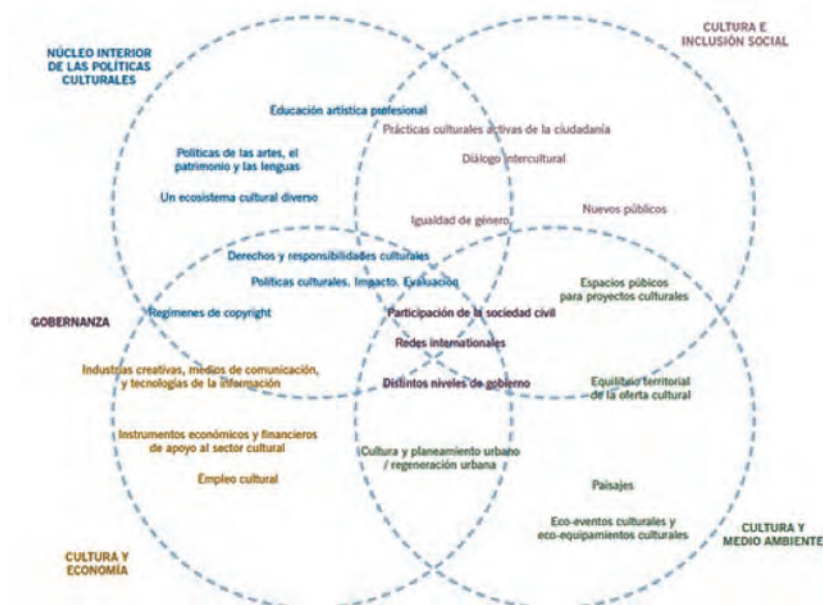 NÚCLEO INTERIOR
DE LAS POLÍTICAS
CULTURALES
CULTURA E
INCLUSIÓN SOCIAL
Educación artística profesional
Prácticas culturales activas de la ciudadanía
Políticas de las artes, el
patrimonio y las lenguas
Diálogo intercultural
Un ecosistema cultural diverso
Nuevos públicos
Igualdad de género
Derechos y responsabilidades culturales
Políticas culturales. Impacto. Evaluación
Espacios púbicos
para proyectos culturales
GOBERNANZA
Regímenes de copyright
Participación de la sociedad civil
Redes internacionales
Industrias creativas, medios de comunicación,
y tecnologías de la información
Distintos niveles de gobierno
Equilibrio territorial
de la oferta cultural
Instrumentos económicos y financieros
de apoyo al sector cultural
Cultura y planeamiento urbano
/ regeneración urbana
Empleo cultural
Paisajes
Eco-eventos culturales y
eco-equipamientos culturales
CULTURA Y
MEDIO AMBIENTE
CULTURA Y
ECONOMÍA